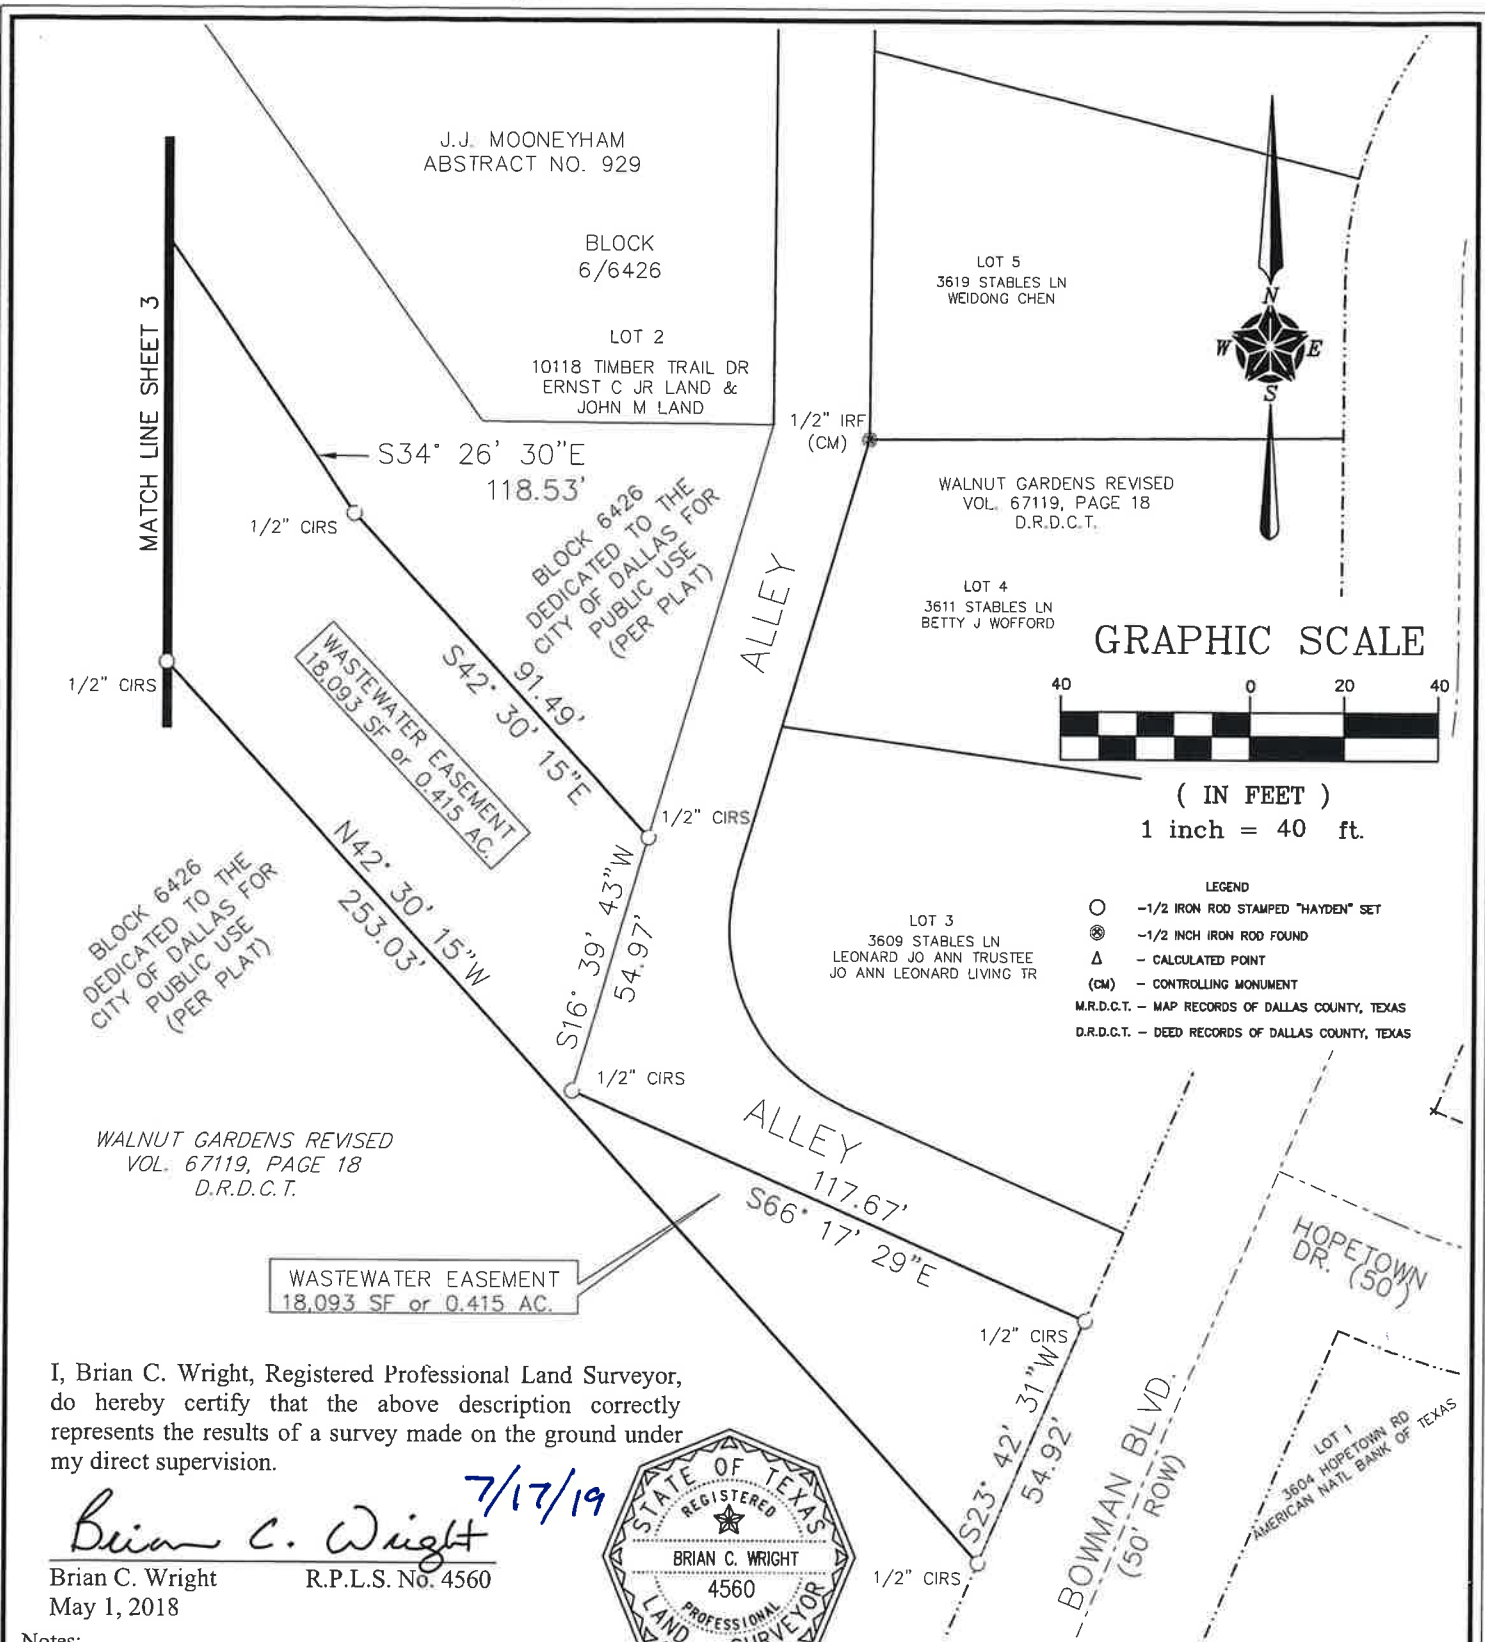 J.J. MOONEYHAM
ABSTRACT NO. 929
BLOCK
6/6426
LOT 2
10118 TIMBER TRAIL DR
ERNST C JR LAND &
JOHN M LAND
LOT 5
3619 STABLES LN
WEIDONG CHEN
N
W E
S
MATCH LINE SHEET 3
1/2" IRF
(CM)
S34° 26' 30"E
118.53'
1/2" CIRS
BLOCK 6426
DEDICATED TO THE
CITY OF DALLAS FOR
PUBLIC USE
(PER PLAT)
WALNUT GARDENS REVISED
VOL. 67119, PAGE 18
D.R.D.C.T.
ALLEY
LOT 4
3611 STABLES LN
BETTY J WOFFORD
GRAPHIC SCALE
40 0 20 40
( IN FEET )
1 inch = 40 ft.
1/2" CIRS
WASTEWATER EASEMENT
18,093 SF or 0.415 AC.
91.49'
S42° 30' 15"E
1/2" CIRS
N42° 30' 15"W
253.03'
BLOCK 6426
DEDICATED TO THE
CITY OF DALLAS FOR
PUBLIC USE
(PER PLAT)
S16° 39' 43"W
54.97'
LOT 3
3609 STABLES LN
LEONARD JO ANN TRUSTEE
JO ANN LEONARD LIVING TR
LEGEND
-1/2 IRON ROD STAMPED "HAYDEN" SET
-1/2 INCH IRON ROD FOUND
- CALCULATED POINT
(CM) - CONTROLLING MONUMENT
M.R.D.C.T. - MAP RECORDS OF DALLAS COUNTY, TEXAS
D.R.D.C.T. - DEED RECORDS OF DALLAS COUNTY, TEXAS
1/2" CIRS
ALLEY
117.67'
S66° 17' 29"E
WALNUT GARDENS REVISED
VOL. 67119, PAGE 18
D.R.D.C.T.
HOPETOWN
DR. (50')
WASTEWATER EASEMENT
18,093 SF or 0.415 AC.
1/2" CIRS
S23° 42' 31"W
54.92'
1/2" CIRS
BOWMAN BLVD.
(50' ROW)
LOT 1
3604 HOPETOWN RD
AMERICAN NATL BANK OF TEXAS
I, Brian C. Wright, Registered Professional Land Surveyor,
do hereby certify that the above description correctly
represents the results of a survey made on the ground under
my direct supervision.
7/17/19
Brian C. Wright
Brian C. Wright R.P.L.S. No. 4560
May 1, 2018
STATE OF TEXAS
REGISTERED
BRIAN C. WRIGHT
4560
PROFESSIONAL
LAND SURVEYOR
Notes: